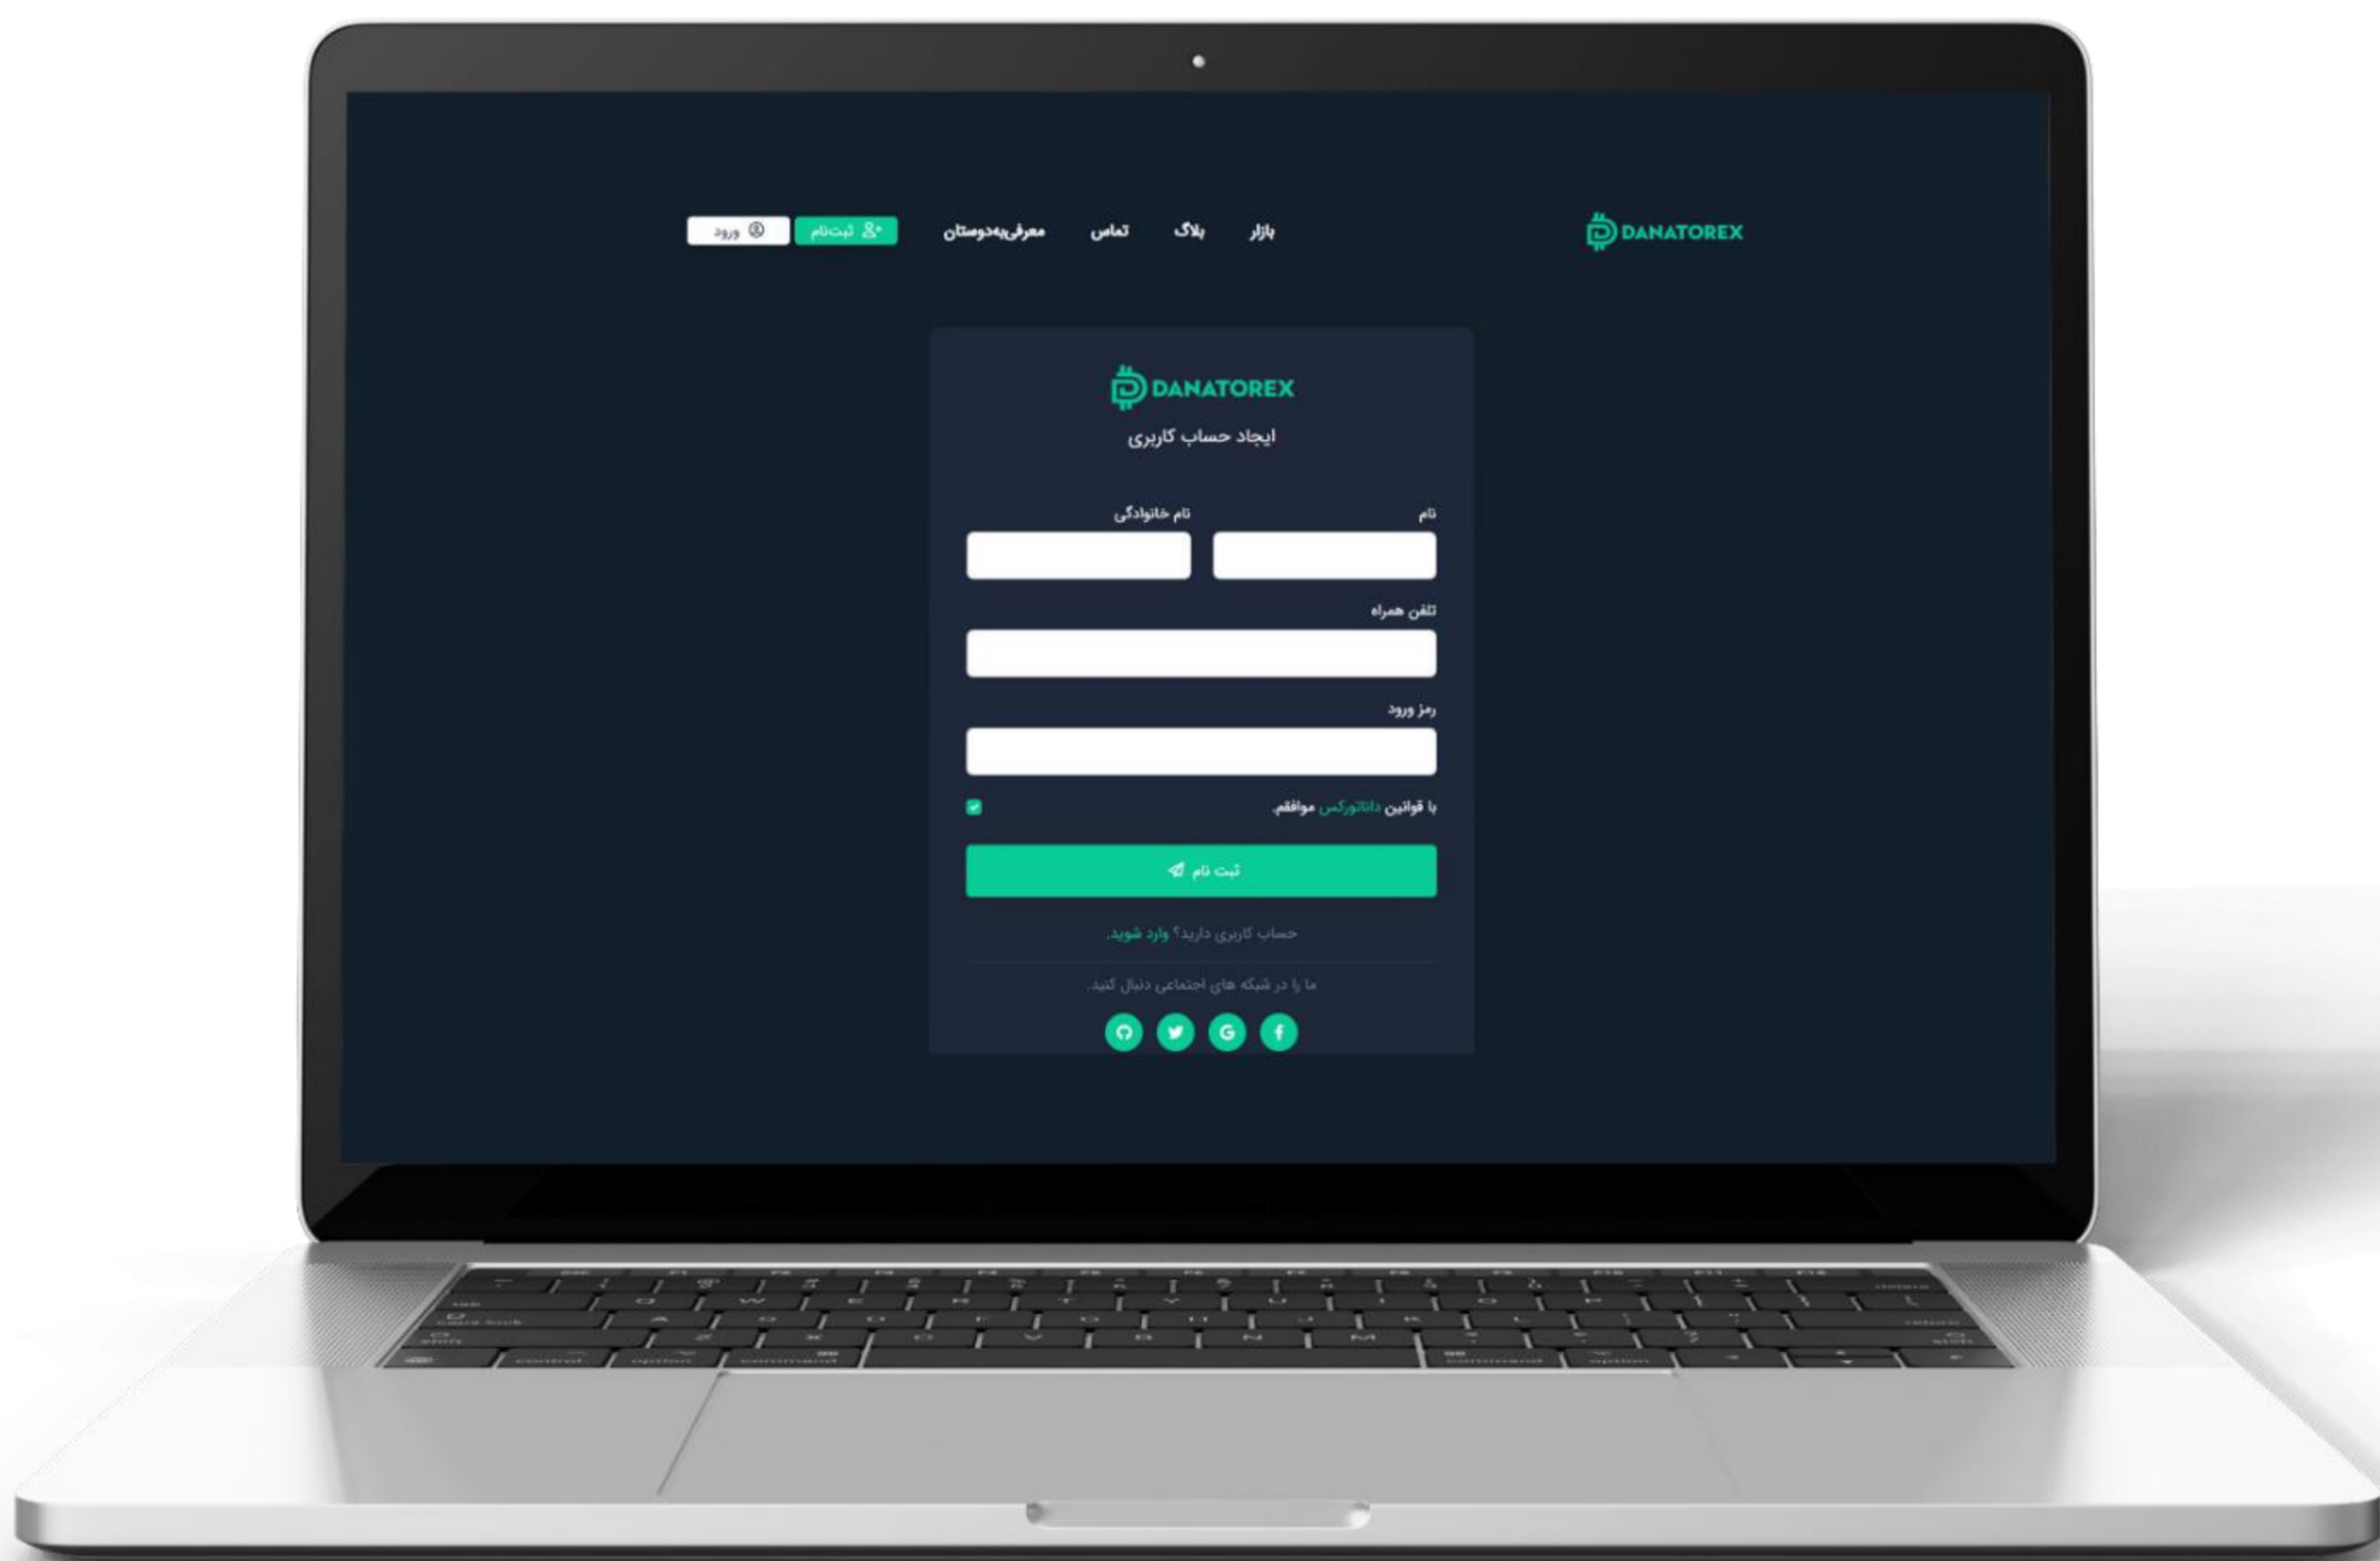 DANATOREX
بازار بلاگ تماس معرفی‌به‌دوستان ثبت‌نام ورود
DANATOREX
ایجاد حساب کاربری
نام نام خانوادگی
تلفن همراه
رمز ورود
با قوانین داناتورکس موافقم.
ثبت نام
حساب کاربری دارید؟ وارد شوید.
ما را در شبکه های اجتماعی دنبال کنید.